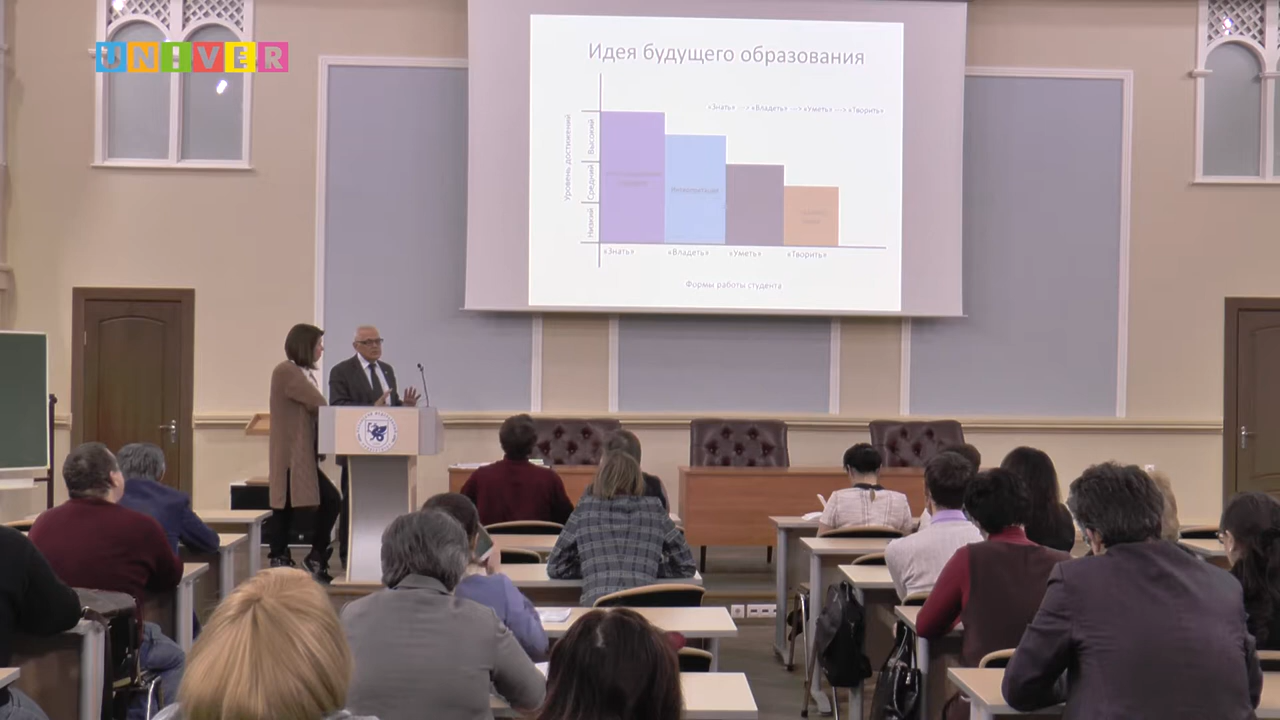 UNIVER
Идея будущего образования
«Знать» ---> «Владеть» ---> «Уметь» ---> «Творить»
Уровень достижений
Высокий
Средний
Низкий
«Знать» «Владеть» «Уметь» «Творить»
Формы работы студента